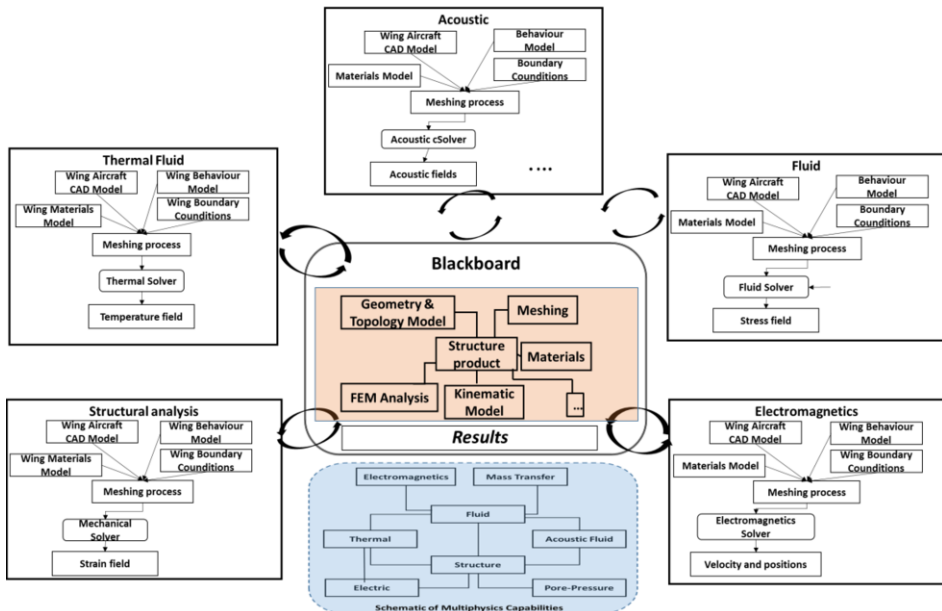 Acoustic
Wing Aircraft
CAD Model
Behaviour
Model
Materials Model
Boundary
Counditions
Meshing process
Acoustic cSolver
Acoustic fields
....
Thermal Fluid
Wing Aircraft
CAD Model
Wing Behaviour
Model
Wing Materials
Model
Wing Boundary
Counditions
Meshing process
Thermal Solver
Temperature field
Fluid
Wing Aircraft
CAD Model
Behaviour
Model
Materials Model
Boundary
Counditions
Meshing process
Fluid Solver
Stress field
Blackboard
Geometry &
Topology Model
Meshing
Structure
product
Materials
FEM Analysis
Kinematic
Model
...
Results
Structural analysis
Wing Aircraft
CAD Model
Wing Behaviour
Model
Wing Materials
Model
Wing Boundary
Counditions
Meshing process
Mechanical
Solver
Strain field
Electromagnetics
Wing Aircraft
CAD Model
Wing Behaviour
Model
Materials Model
Wing Boundary
Counditions
Meshing process
Electromagnetics
Solver
Velocity and positions
Electromagnetics
Mass Transfer
Fluid
Thermal
Acoustic Fluid
Structure
Electric
Pore-Pressure
Schematic of Multiphysics Capabilities